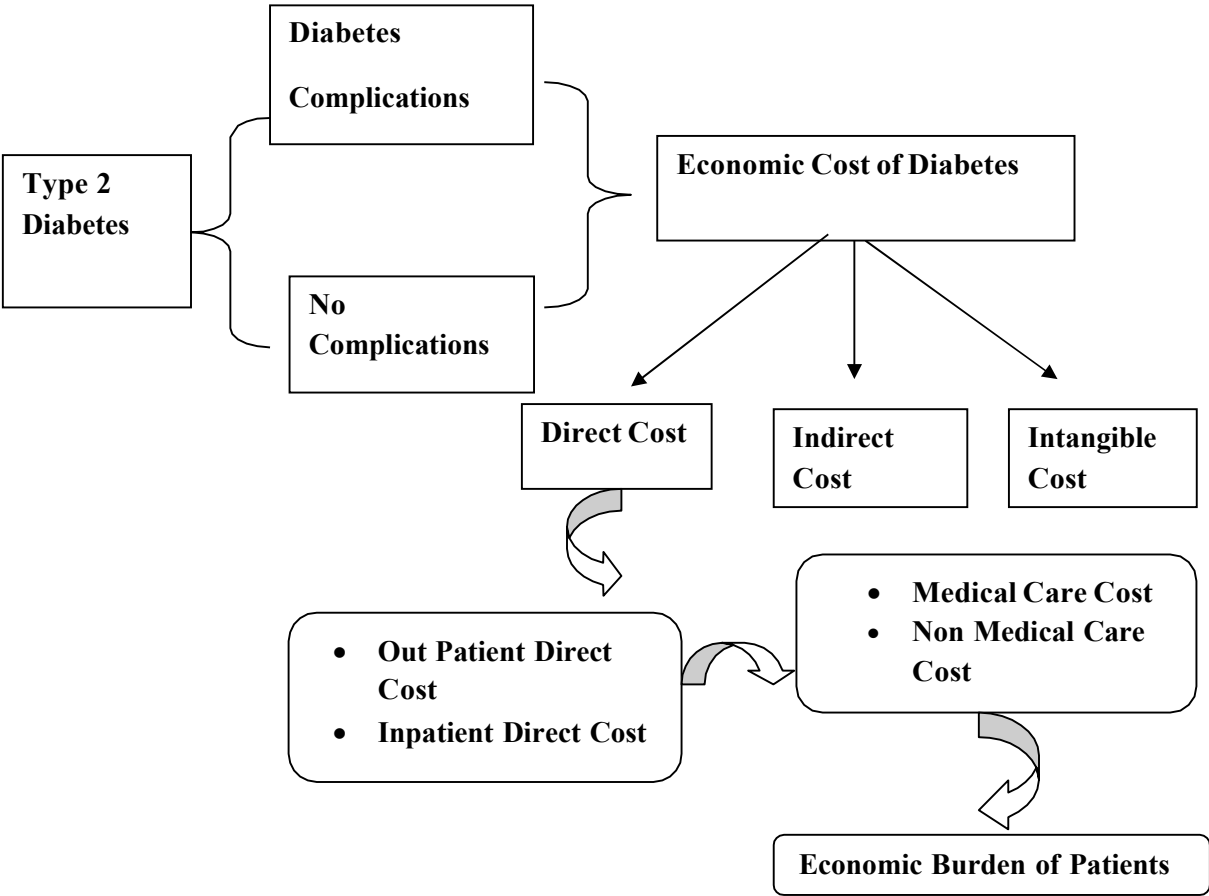 Diabetes
Complications
Type 2
Diabetes
No
Complications
Economic Cost of Diabetes
Direct Cost
Indirect
Cost
Intangible
Cost
• Out Patient Direct
Cost
• Inpatient Direct Cost
• Medical Care Cost
• Non Medical Care
Cost
Economic Burden of Patients